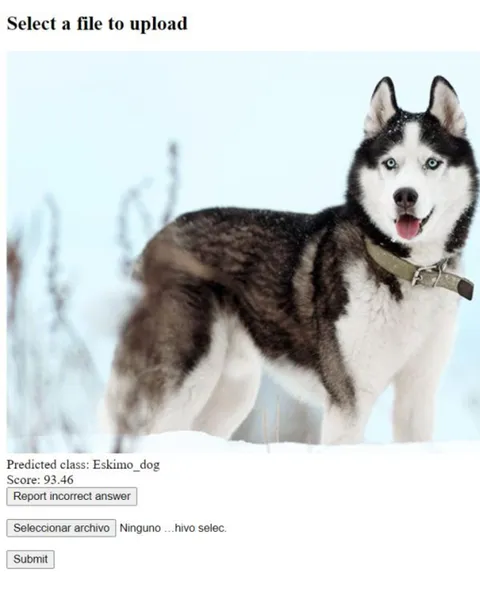 Select a file to upload
Predicted class: Eskimo_dog
Score: 93.46
Report incorrect answer
Seleccionar archivo Ninguno ...hivo selec.
Submit